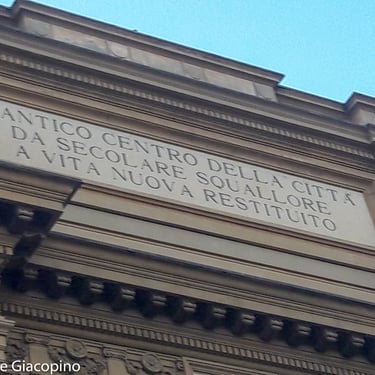 ANTICO CENTRO DELLA CITTÀ
DA SECOLARE SQUALLORE
A VITA NUOVA RESTITUITO
e Giacopino